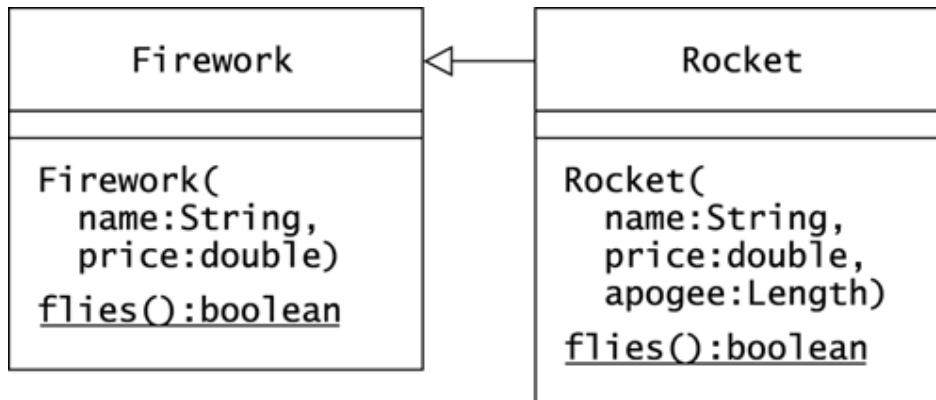 Firework
Firework(
name:String,
price:double)
flies():boolean
Rocket
Rocket(
name:String,
price:double,
apogee:Length)
flies():boolean